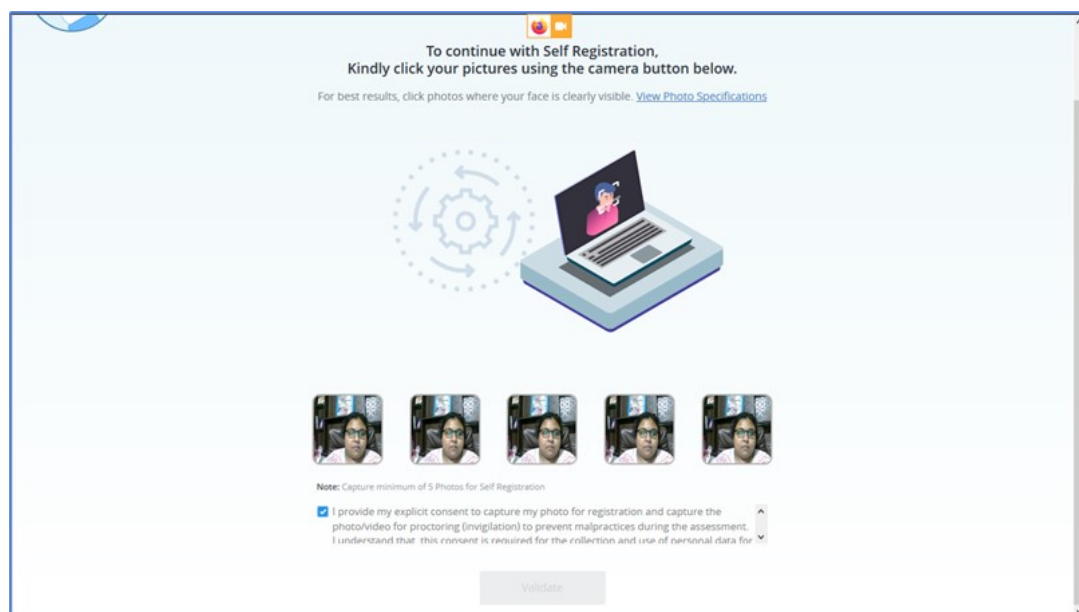 To continue with Self Registration,
Kindly click your pictures using the camera button below.
For best results, click photos where your face is clearly visible. View Photo Specifications
Note: Capture minimum of 5 Photos for Self Registration
I provide my explicit consent to capture my photo for registration and capture the
photo/video for proctoring (invigilation) to prevent malpractices during the assessment.
I understand that, this consent is required for the collection and use of personal data for
Validate